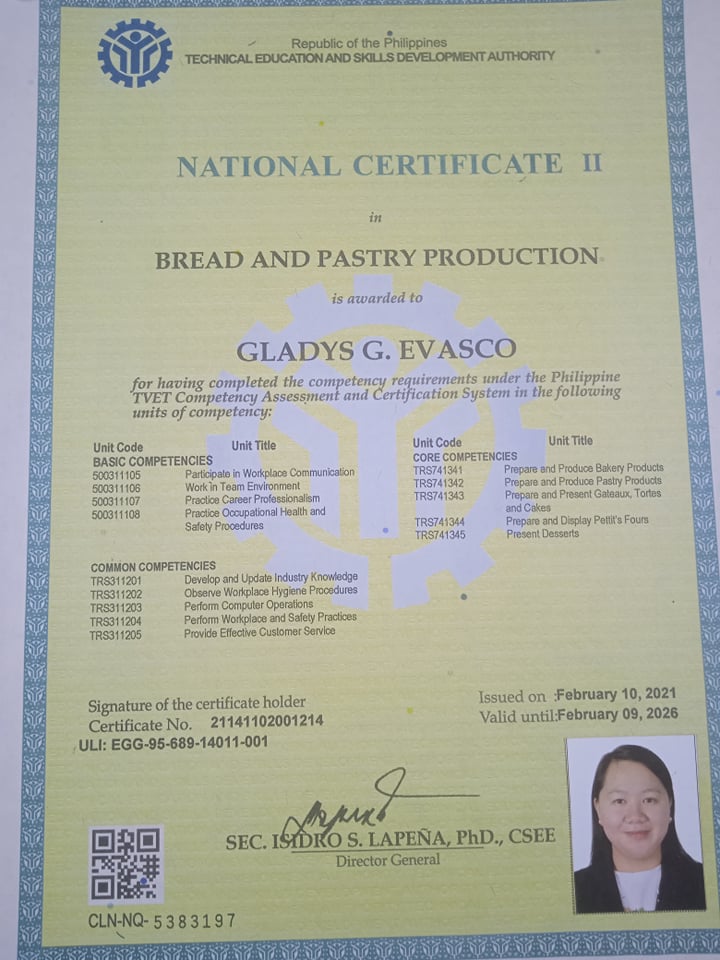 Republic of the Philippines
TECHNICAL EDUCATION AND SKILLS DEVELOPMENT AUTHORITY
NATIONAL CERTIFICATE II
in
BREAD AND PASTRY PRODUCTION
is awarded to
GLADYS G. EVASCO
for having completed the competency requirements under the Philippine
TVET Competency Assessment and Certification System in the following
units of competency:
Unit Code Unit Title
BASIC COMPETENCIES
500311105 Participate in Workplace Communication
500311106 Work in Team Environment
500311107 Practice Career Professionalism
500311108 Practice Occupational Health and
Safety Procedures
COMMON COMPETENCIES
TRS311201 Develop and Update Industry Knowledge
TRS311202 Observe Workplace Hygiene Procedures
TRS311203 Perform Computer Operations
TRS311204 Perform Workplace and Safety Practices
TRS311205 Provide Effective Customer Service
Unit Code Unit Title
CORE COMPETENCIES
TRS741341 Prepare and Produce Bakery Products
TRS741342 Prepare and Produce Pastry Products
TRS741343 Prepare and Present Gateaux, Tortes
and Cakes
TRS741344 Prepare and Display Pettit's Fours
TRS741345 Present Desserts
Signature of the certificate holder
Certificate No. 21141102001214
ULI: EGG-95-689-14011-001
Issued on :February 10, 2021
Valid until:February 09, 2026
SEC. ISIDRO S. LAPEÑA, PhD., CSEE
Director General
CLN-NQ- 5383197